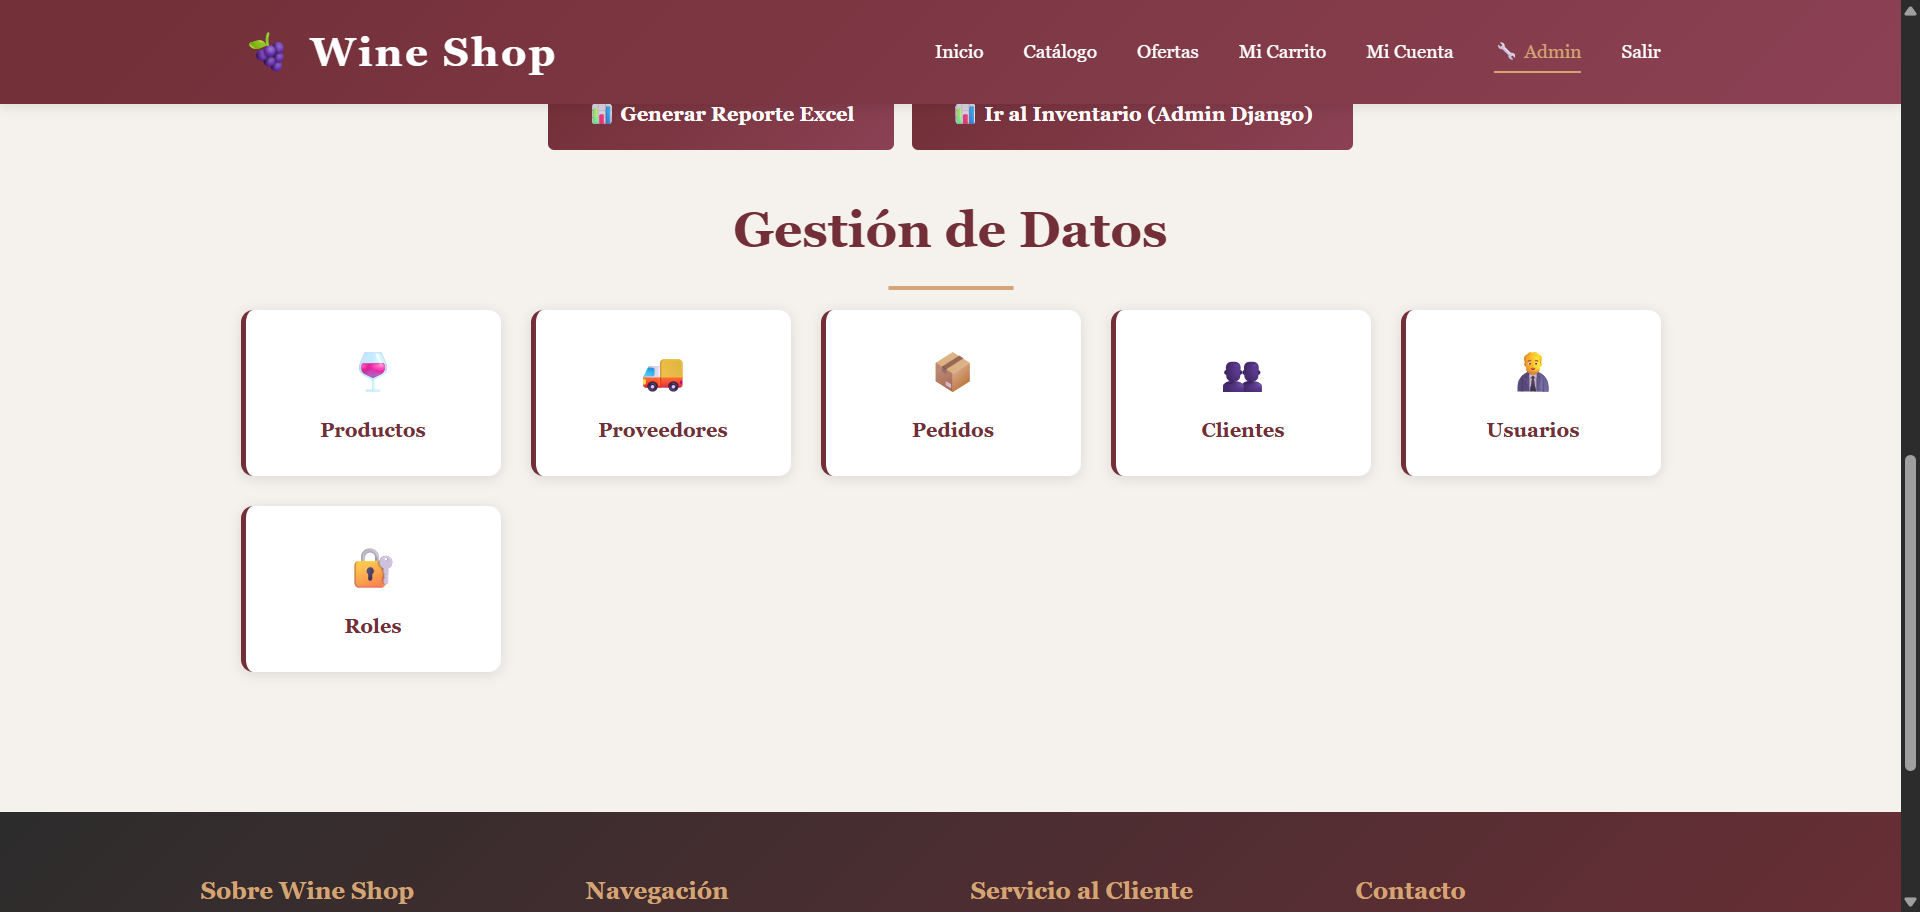 Wine Shop
Inicio
Catálogo
Ofertas
Mi Carrito
Mi Cuenta
Admin
Salir
Generar Reporte Excel
Ir al Inventario (Admin Django)
Gestión de Datos
Productos
Proveedores
Pedidos
Clientes
Usuarios
Roles
Sobre Wine Shop
Navegación
Servicio al Cliente
Contacto